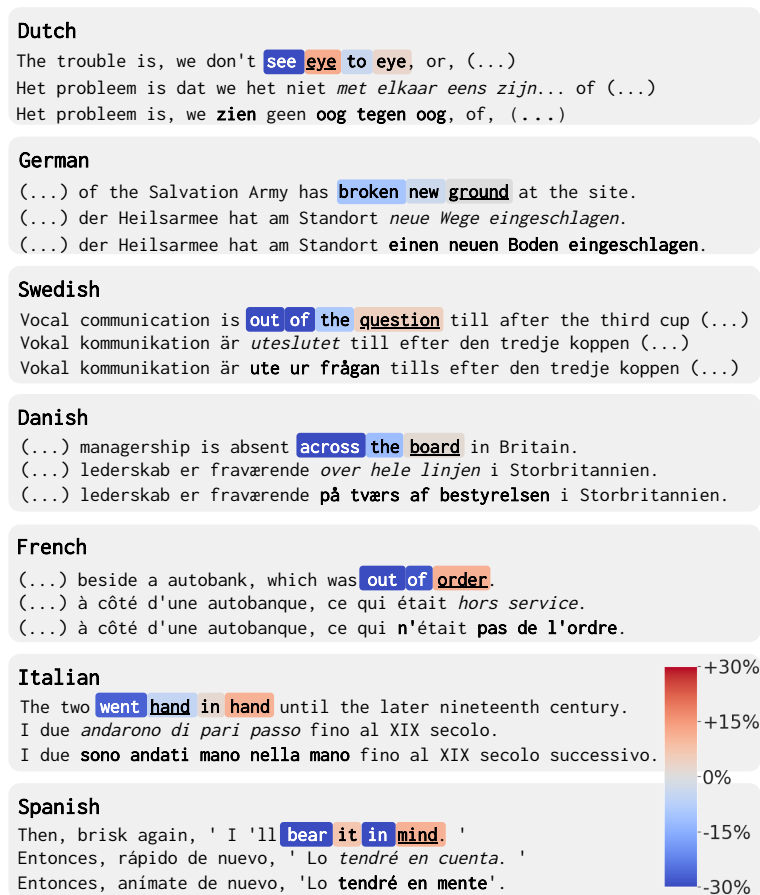 Dutch
The trouble is, we don't see eye to eye, or, (...)
Het probleem is dat we het niet met elkaar eens zijn... of (...)
Het probleem is, we zien geen oog tegen oog, of, (...)
German
(...) of the Salvation Army has broken new ground at the site.
(...) der Heilsarmee hat am Standort neue Wege eingeschlagen.
(...) der Heilsarmee hat am Standort einen neuen Boden eingeschlagen.
Swedish
Vocal communication is out of the question till after the third cup (...)
Vokal kommunikation är uteslutet till efter den tredje koppen (...)
Vokal kommunikation är ute ur frågan tills efter den tredje koppen (...)
Danish
(...) managership is absent across the board in Britain.
(...) lederskab er fraværende over hele linjen i Storbritannien.
(...) lederskab er fraværende på tværs af bestyrelsen i Storbritannien.
French
(...) beside a autobank, which was out of order.
(...) à côté d'une autobanque, ce qui était hors service.
(...) à côté d'une autobanque, ce qui n'était pas de l'ordre.
Italian
The two went hand in hand until the later nineteenth century.
I due andarono di pari passo fino al XIX secolo.
I due sono andati mano nella mano fino al XIX secolo successivo.
Spanish
Then, brisk again, ' I 'll bear it in mind. '
Entonces, rápido de nuevo, ' Lo tendré en cuenta. '
Entonces, anímate de nuevo, 'Lo tendré en mente'.
+30%
+15%
0%
-15%
-30%